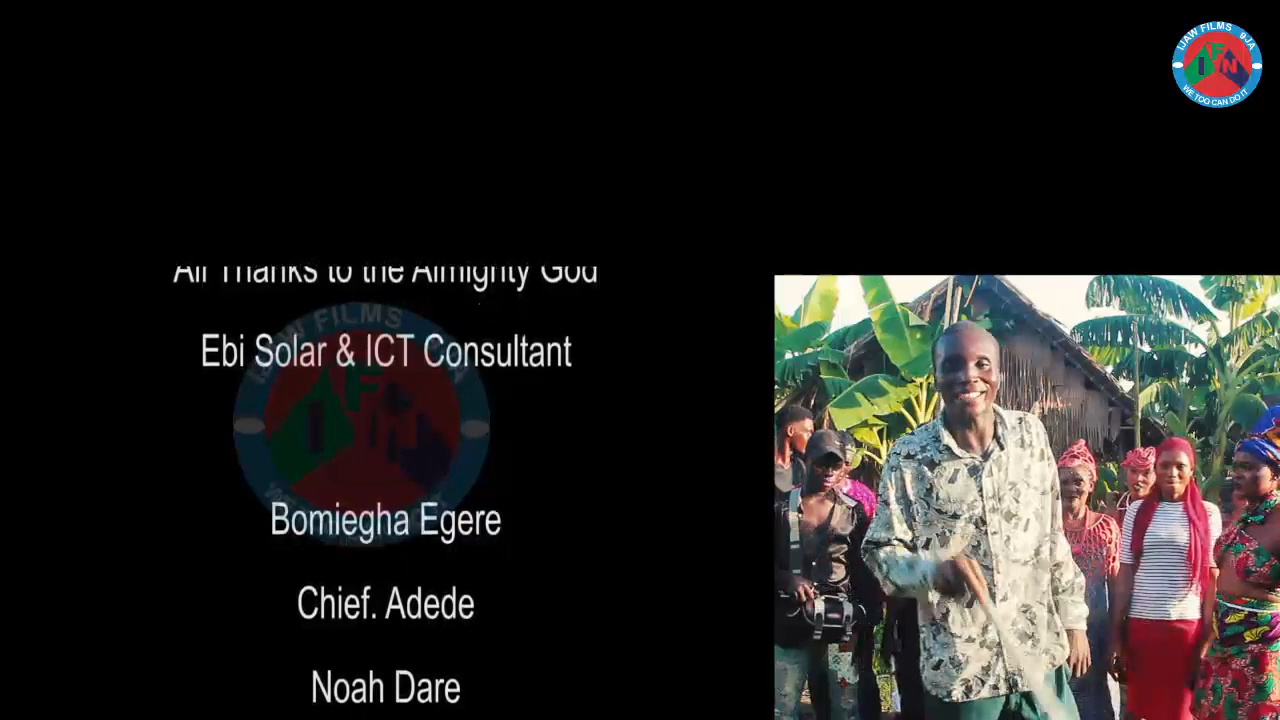 IJAW FILMS 9JA
IFN
WE TOO CAN DO IT
All Thanks to the Almighty God
Ebi Solar & ICT Consultant
Bomiegha Egere
Chief. Adede
Noah Dare